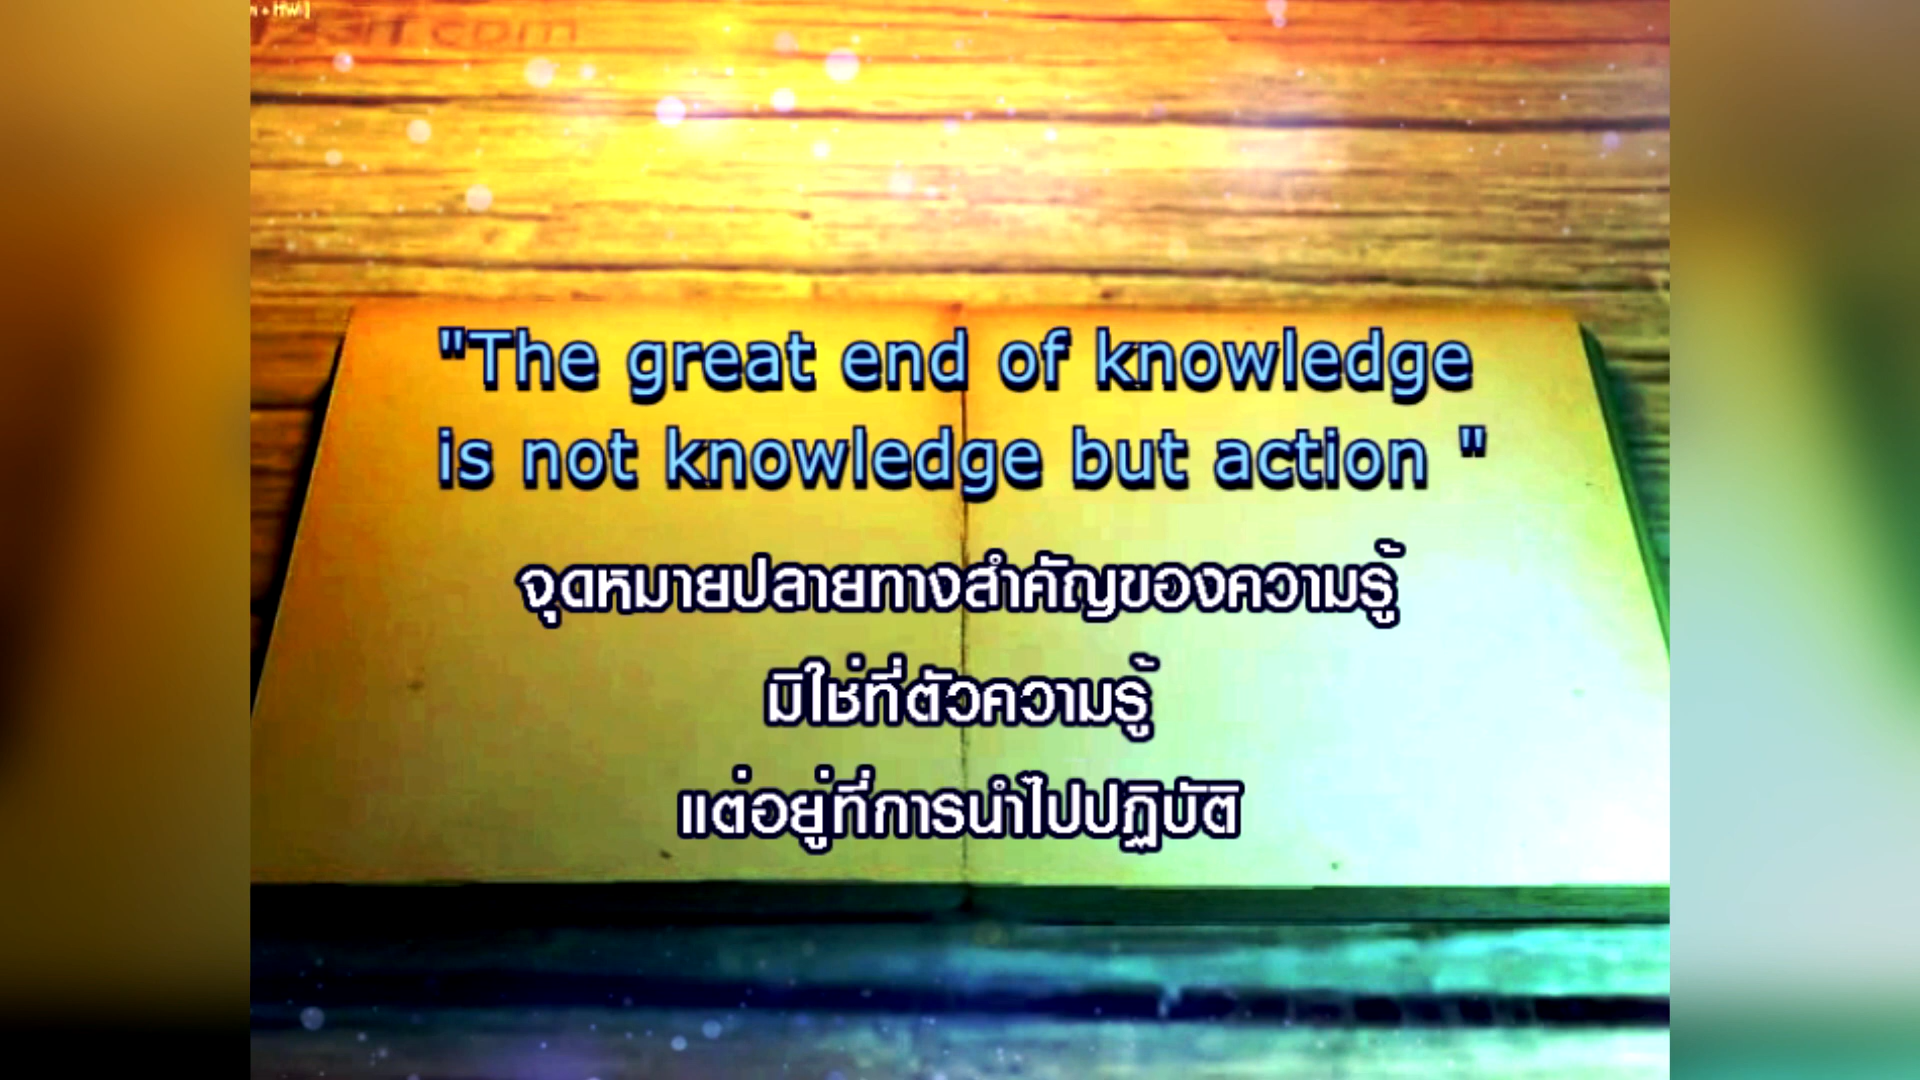 "The great end of knowledge
is not knowledge but action "
จุดหมายปลายทางสำคัญของความรู้
มิใช่ที่ตัวความรู้
แต่อยู่ที่การนำไปปฏิบัติ